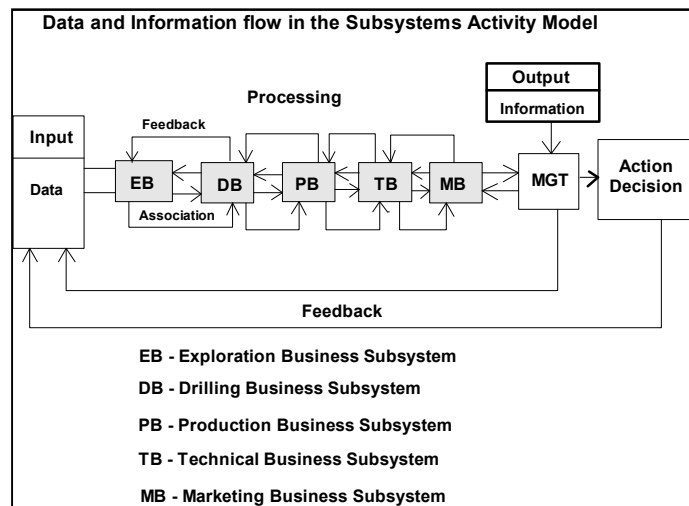 Data and Information flow in the Subsystems Activity Model
Output
Information
Processing
Input
Data
Feedback
EB
DB
PB
TB
MB
MGT
Action
Decision
Association
Feedback
EB - Exploration Business Subsystem
DB - Drilling Business Subsystem
PB - Production Business Subsystem
TB - Technical Business Subsystem
MB - Marketing Business Subsystem